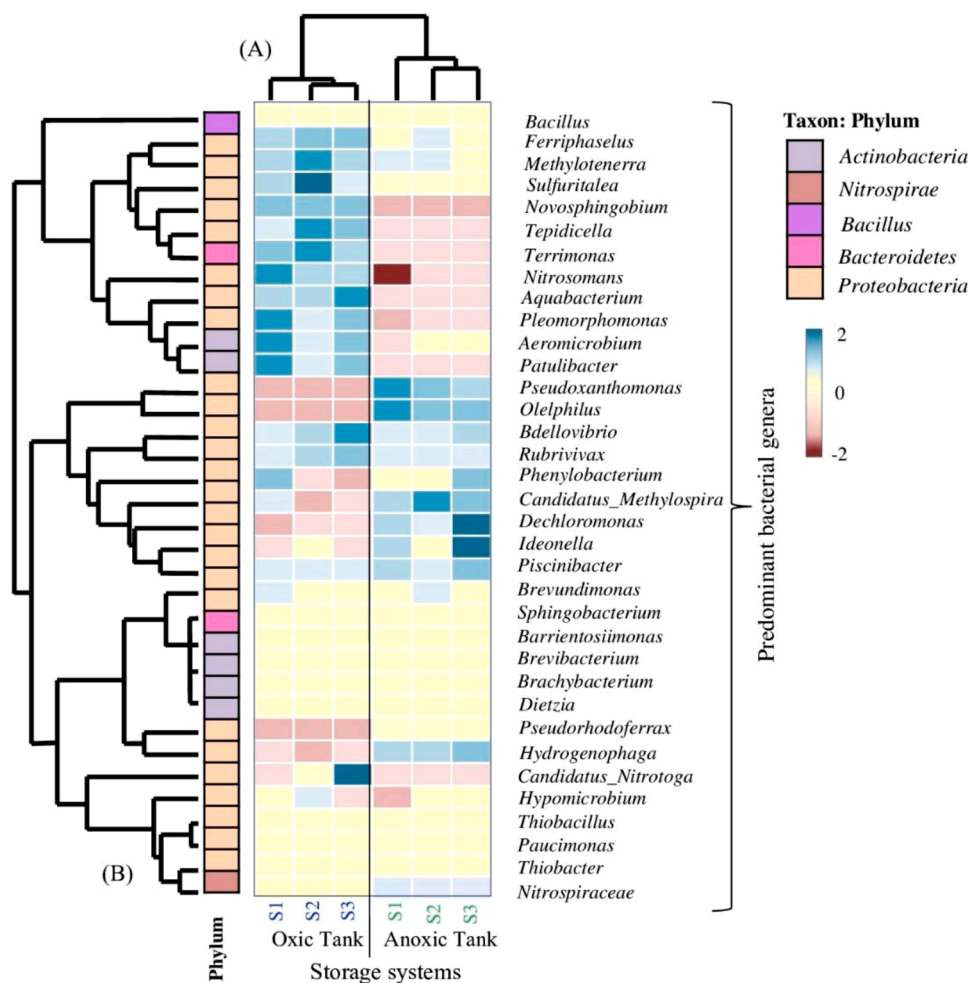 (A)
Bacillus
Ferriphaselus
Methylotenerra
Sulfuritalea
Novosphingobium
Tepidicella
Terrimonas
Nitrosomans
Aquabacterium
Pleomorphomonas
Aeromicrobium
Patulibacter
Pseudoxanthomonas
Olelphilus
Bdellovibrio
Rubrivivax
Phenylobacterium
Candidatus_Methylospira
Dechloromonas
Ideonella
Piscinibacter
Brevundimonas
Sphingobacterium
Barrientosiimonas
Brevibacterium
Brachybacterium
Dietzia
Pseudorhodoferrax
Hydrogenophaga
Candidatus_Nitrotoga
Hypomicrobium
Thiobacillus
Paucimonas
Thiobacter
Nitrospiraceae
Predominant bacterial genera
Taxon: Phylum
Actinobacteria
Nitrospirae
Bacillus
Bacteroidetes
Proteobacteria
2
0
-2
(B)
Phylum
S1 S2 S3 S1 S2 S3
Oxic Tank Anoxic Tank
Storage systems